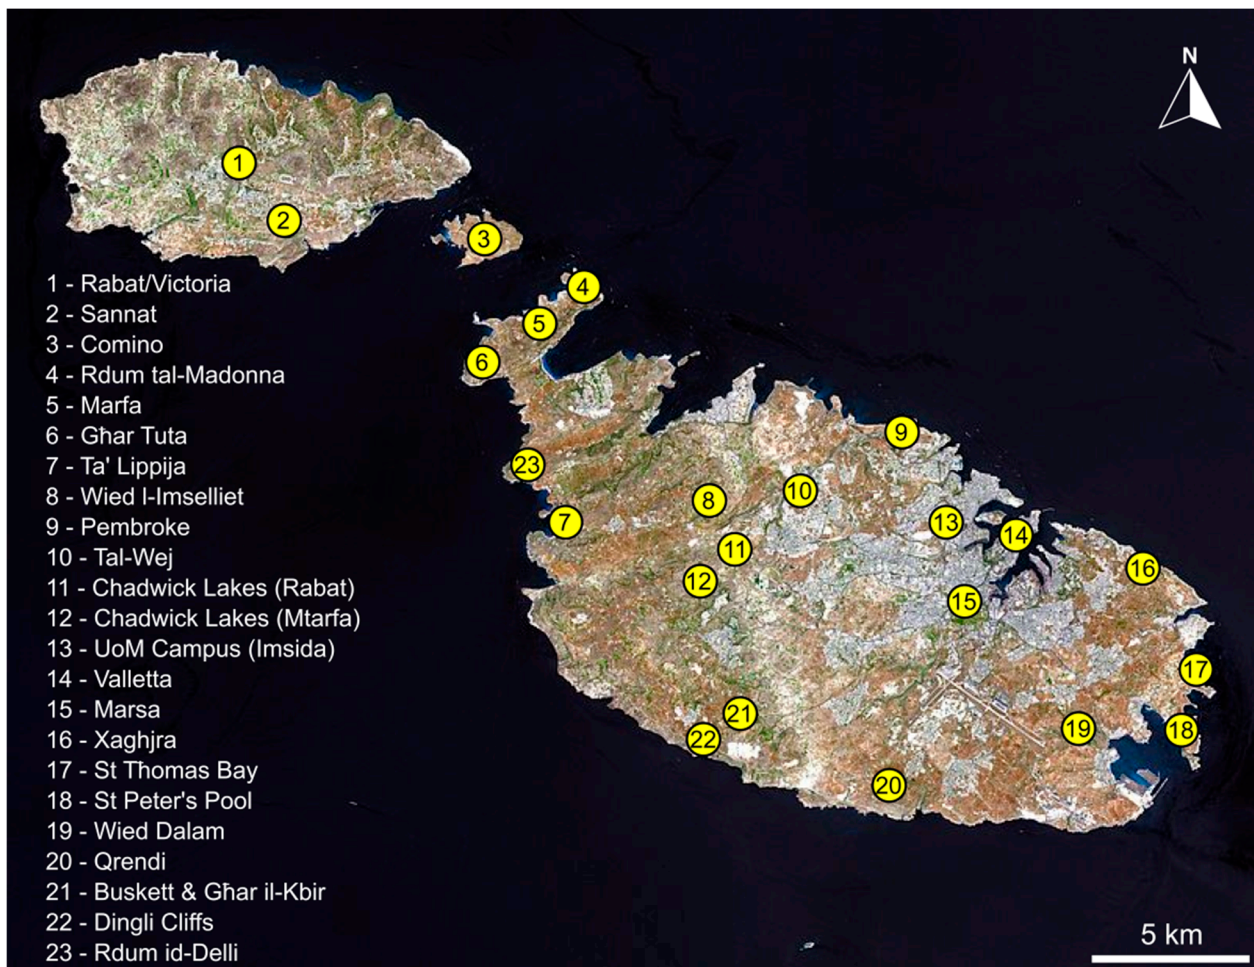 N
1
2
3
4
5
6
23
7
8
9
10
11
12
13
14
15
16
17
18
19
20
21
22
1 - Rabat/Victoria
2 - Sannat
3 - Comino
4 - Rdum tal-Madonna
5 - Marfa
6 - Għar Tuta
7 - Ta' Lippija
8 - Wied l-Imselliet
9 - Pembroke
10 - Tal-Wej
11 - Chadwick Lakes (Rabat)
12 - Chadwick Lakes (Mtarfa)
13 - UoM Campus (Imsida)
14 - Valletta
15 - Marsa
16 - Xagħjra
17 - St Thomas Bay
18 - St Peter's Pool
19 - Wied Dalam
20 - Qrendi
21 - Buskett & Għar il-Kbir
22 - Dingli Cliffs
23 - Rdum id-Delli
5 km